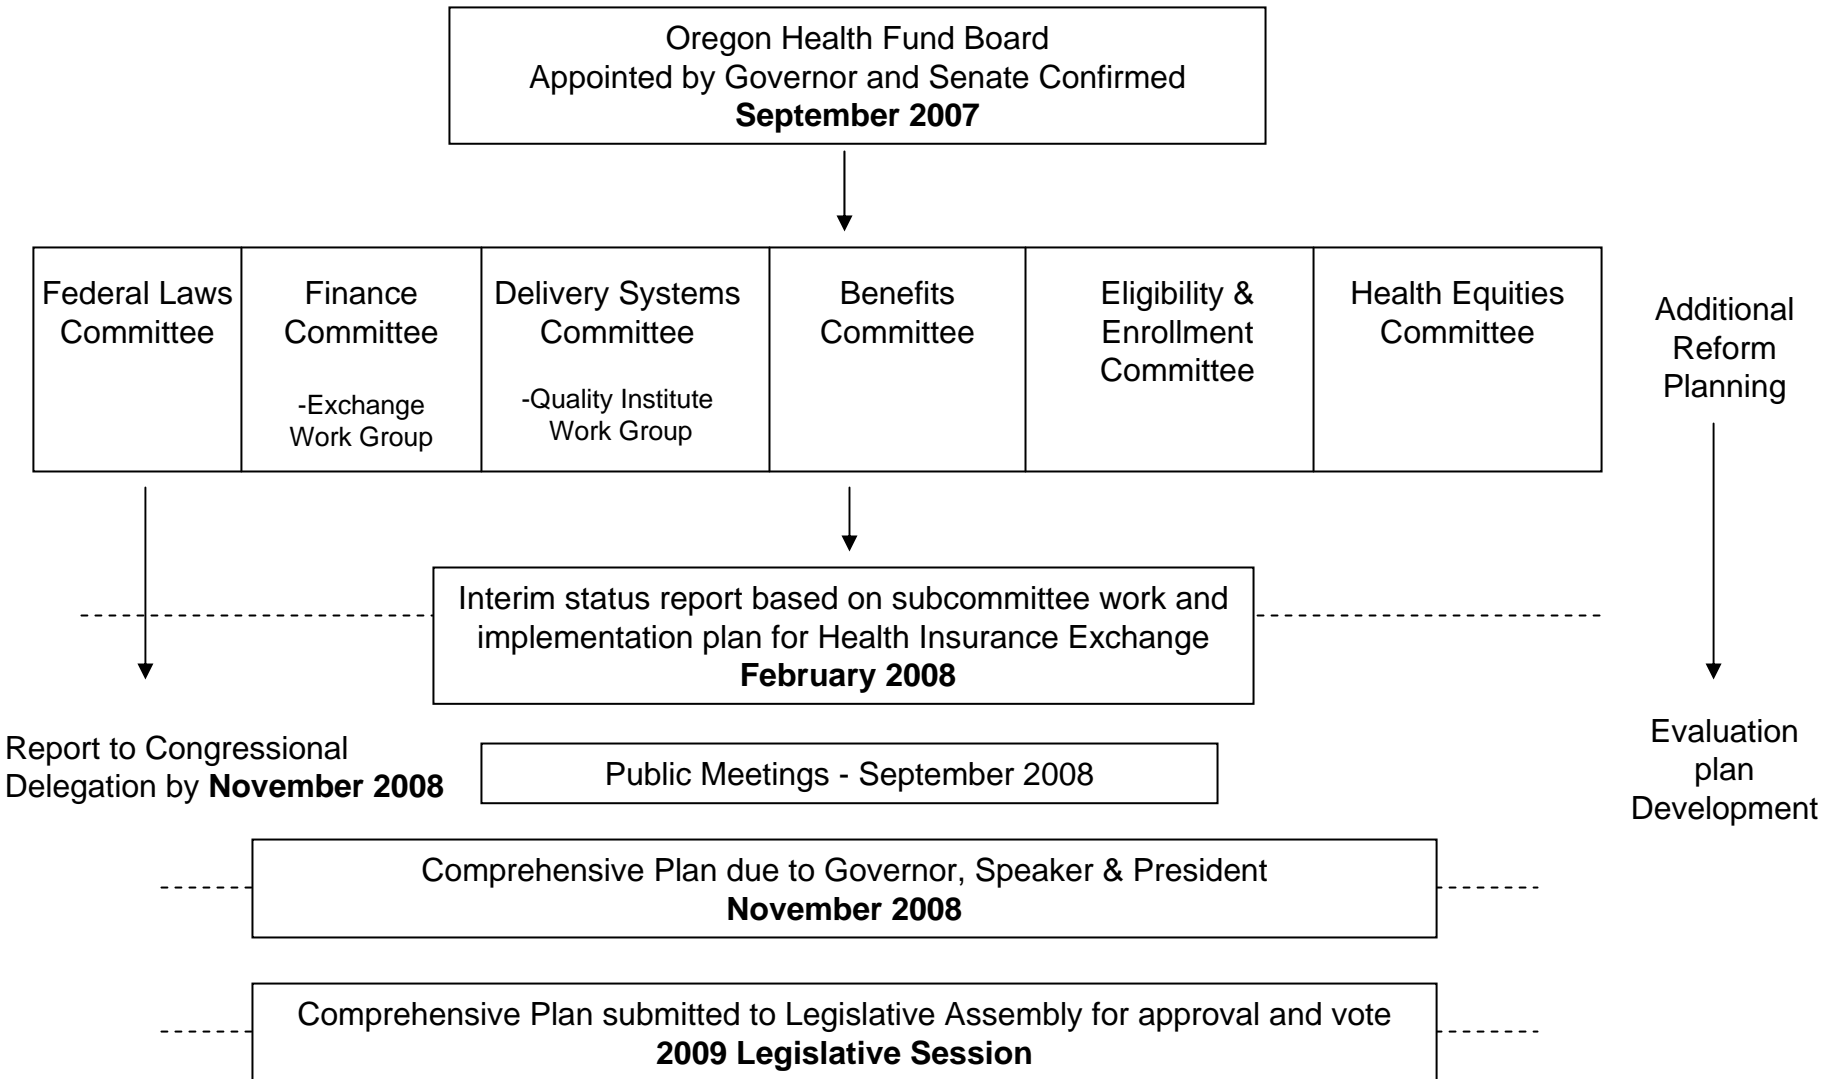 Oregon Health Fund Board
Appointed by Governor and Senate Confirmed
September 2007
Federal Laws
Committee
Finance
Committee
-Exchange
Work Group
Delivery Systems
Committee
-Quality Institute
Work Group
Benefits
Committee
Eligibility &
Enrollment
Committee
Health Equities
Committee
Additional
Reform
Planning
Interim status report based on subcommittee work and
implementation plan for Health Insurance Exchange
February 2008
Report to Congressional
Delegation by November 2008
Public Meetings - September 2008
Evaluation
plan
Development
Comprehensive Plan due to Governor, Speaker & President
November 2008
Comprehensive Plan submitted to Legislative Assembly for approval and vote
2009 Legislative Session